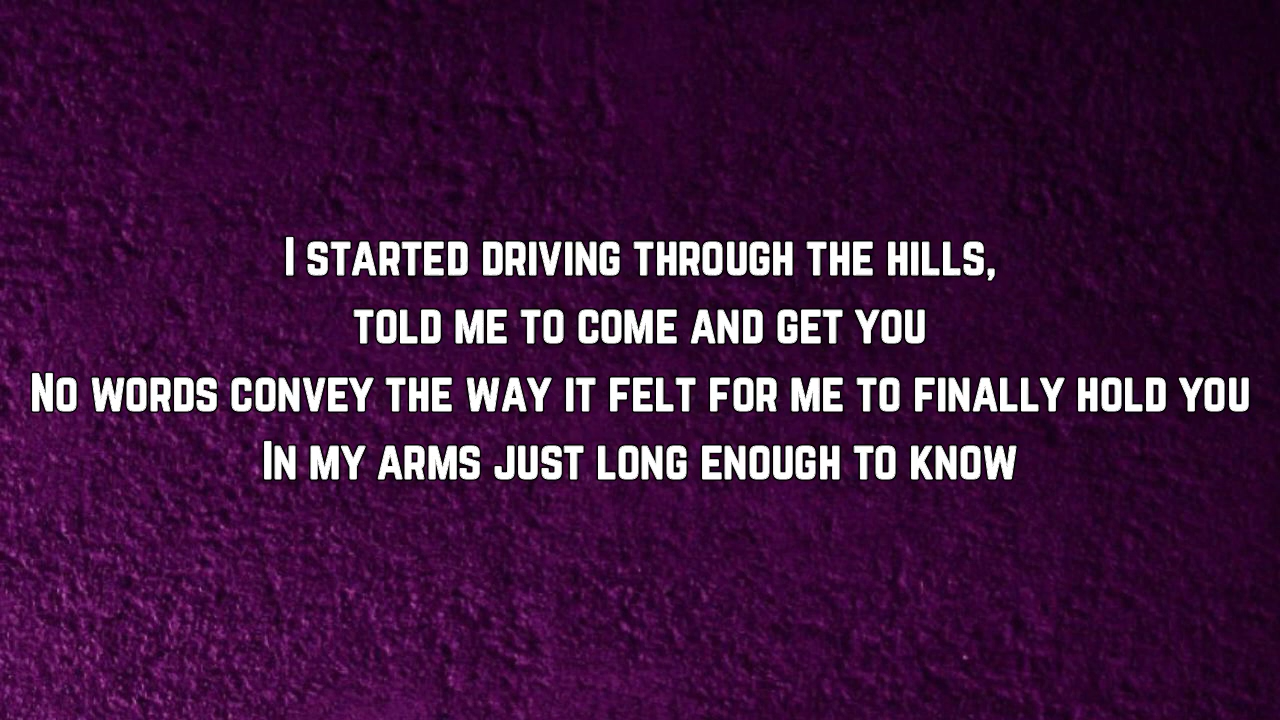 I started driving through the hills,
told me to come and get you
No words convey the way it felt for me to finally hold you
In my arms just long enough to know